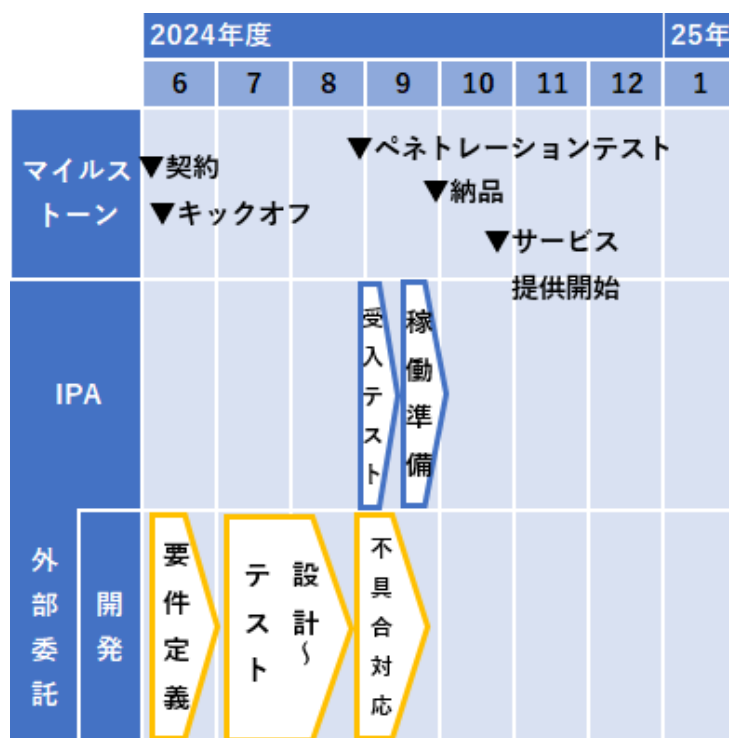 2024年度
25年
6
7
8
9
10
11
12
1
マイルス
トーン
▼契約
▼キックオフ
▼ペネトレーションテスト
▼納品
▼サービス
提供開始
IPA
受入テスト
稼働準備
外部委託
開発
要件定義
設計~
テスト
不具合対応